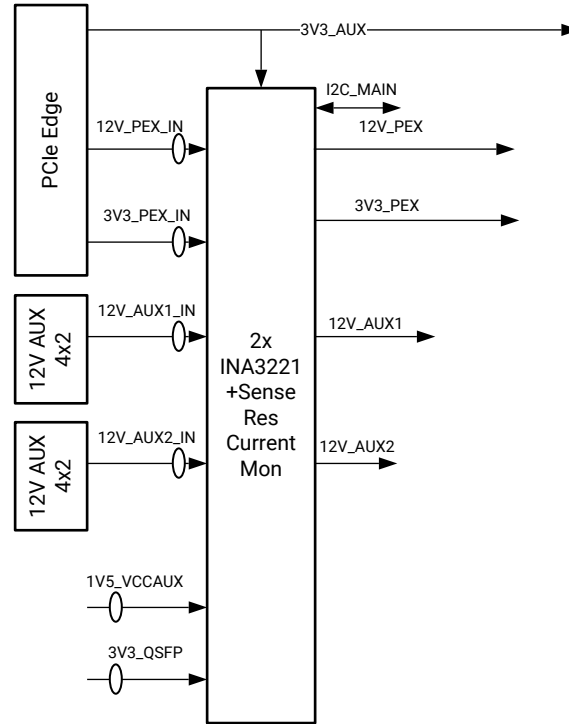 3V3_AUX
PCIe Edge
I2C_MAIN
12V_PEX_IN
12V_PEX
3V3_PEX_IN
3V3_PEX
12V AUX
4x2
12V_AUX1_IN
12V_AUX1
2x
INA3221
+Sense
Res
Current
Mon
12V AUX
4x2
12V_AUX2_IN
12V_AUX2
1V5_VCCAUX
3V3_QSFP